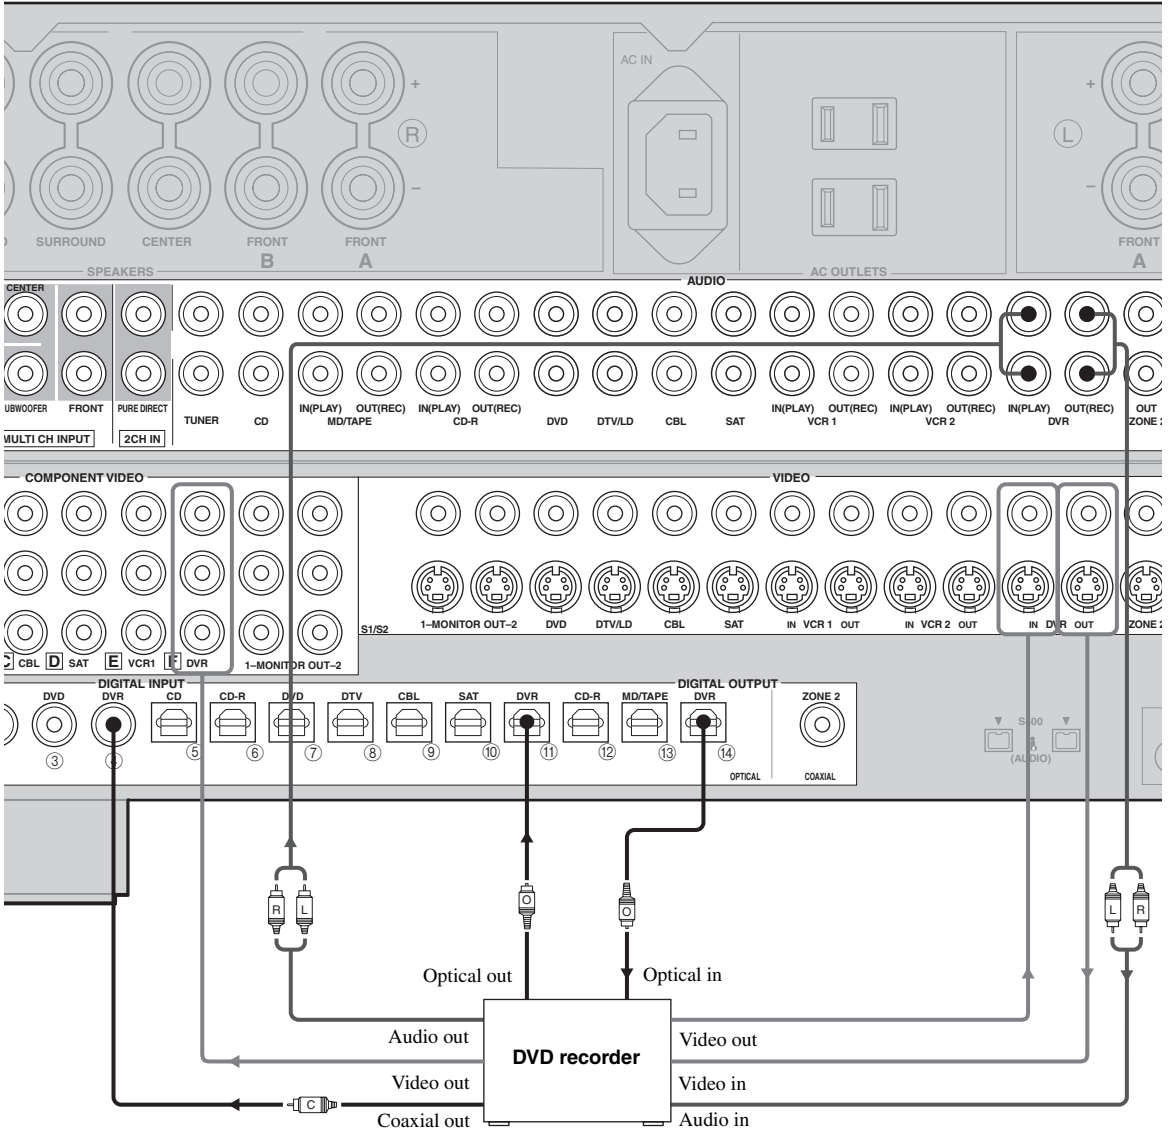 AC IN
+ R − + L −
SURROUND CENTER FRONT B FRONT A FRONT A
SPEAKERS AC OUTLETS
AUDIO
CENTER
UBWOOFER FRONT PURE DIRECT TUNER CD IN(PLAY) OUT(REC) IN(PLAY) OUT(REC) DVD DTV/LD CBL SAT IN(PLAY) OUT(REC) IN(PLAY) OUT(REC) IN(PLAY) OUT(REC) OUT
MD/TAPE CD-R VCR 1 VCR 2 DVR ZONE 2
MULTI CH INPUT 2CH IN
COMPONENT VIDEO VIDEO
1–MONITOR OUT–2 DVD DTV/LD CBL SAT IN VCR 1 OUT IN VCR 2 OUT IN DVR OUT ZONE 2
S1/S2
C CBL D SAT E VCR1 F DVR 1–MONITOR OUT–2
DIGITAL INPUT DIGITAL OUTPUT
DVD DVR CD CD-R DVD DTV CBL SAT DVR CD-R MD/TAPE DVR ZONE 2
③ ④ ⑤ ⑥ ⑦ ⑧ ⑨ ⑩ ⑪ ⑫ ⑬ ⑭
S400
(AUDIO)
OPTICAL COAXIAL
R L O O L R
Optical out Optical in
Audio out Video out
DVD recorder
Video out Video in
C
Coaxial out Audio in